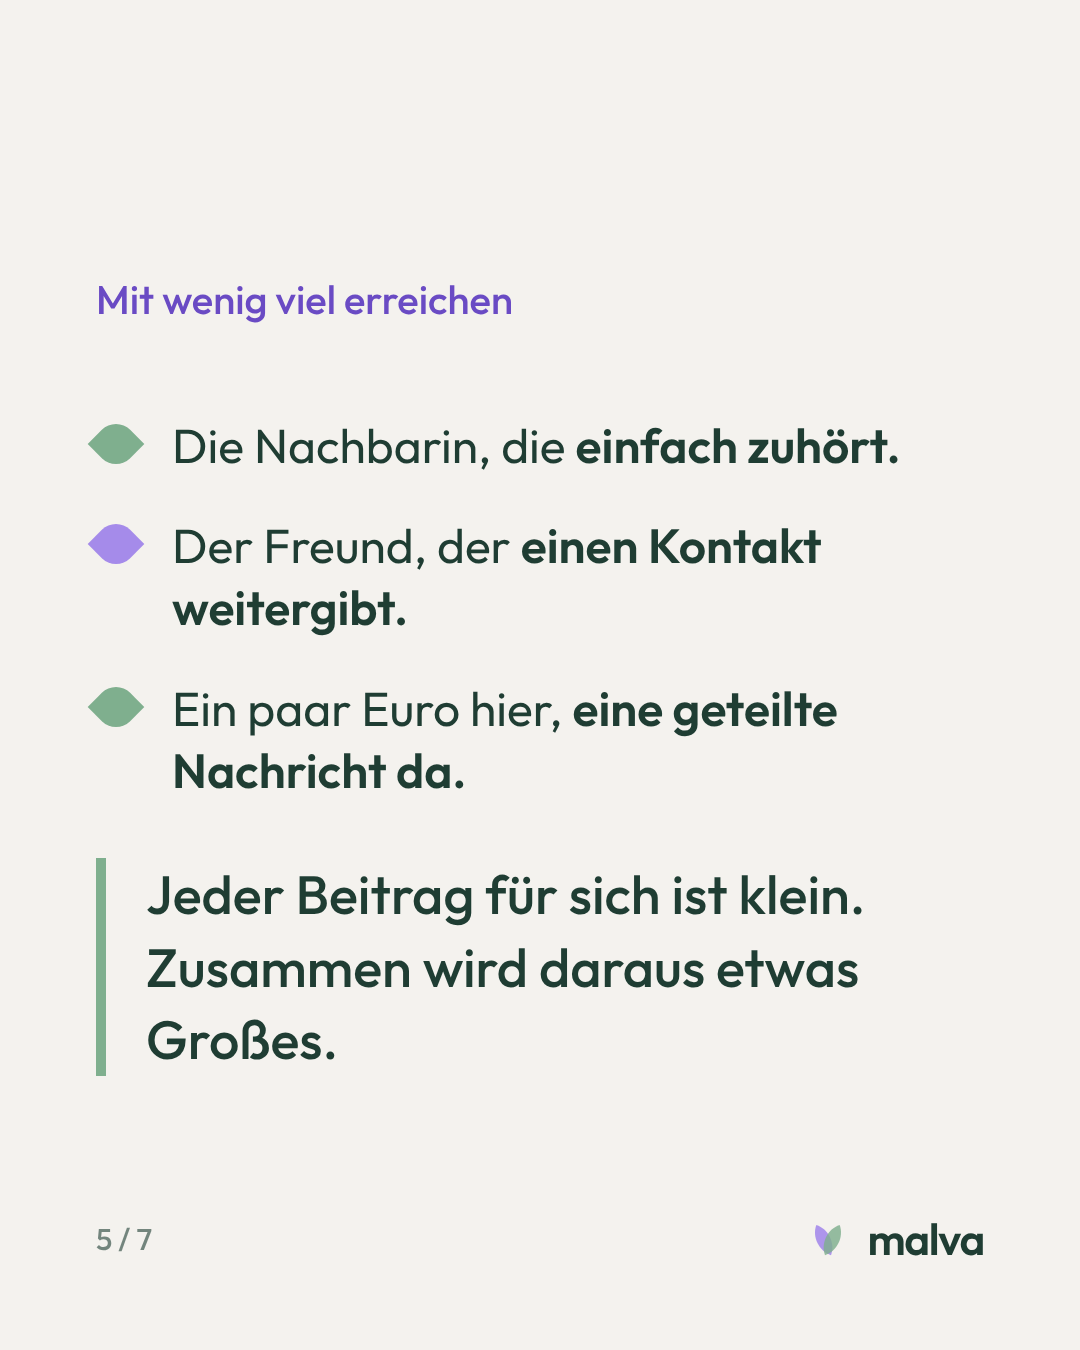 Mit wenig viel erreichen
Die Nachbarin, die einfach zuhört.
Der Freund, der einen Kontakt
weitergibt.
Ein paar Euro hier, eine geteilte
Nachricht da.
Jeder Beitrag für sich ist klein.
Zusammen wird daraus etwas
Großes.
5 / 7
malva